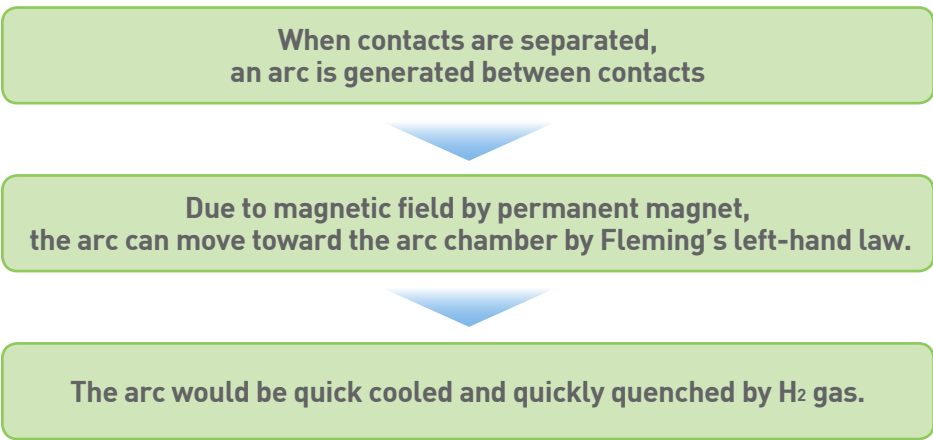 When contacts are separated,
an arc is generated between contacts
Due to magnetic field by permanent magnet,
the arc can move toward the arc chamber by Fleming’s left-hand law.
The arc would be quick cooled and quickly quenched by H₂ gas.